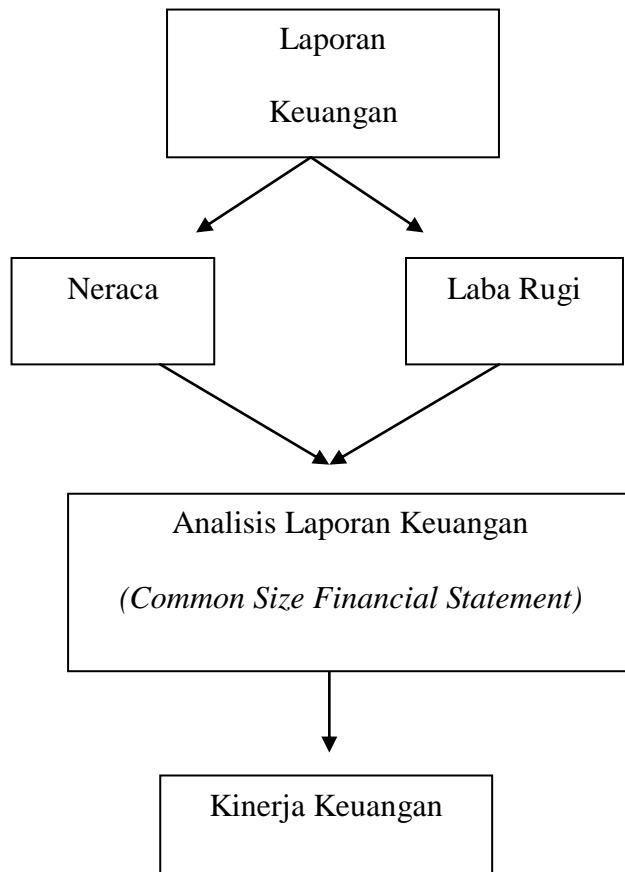 Laporan
Keuangan
Neraca
Laba Rugi
Analisis Laporan Keuangan
(Common Size Financial Statement)
Kinerja Keuangan